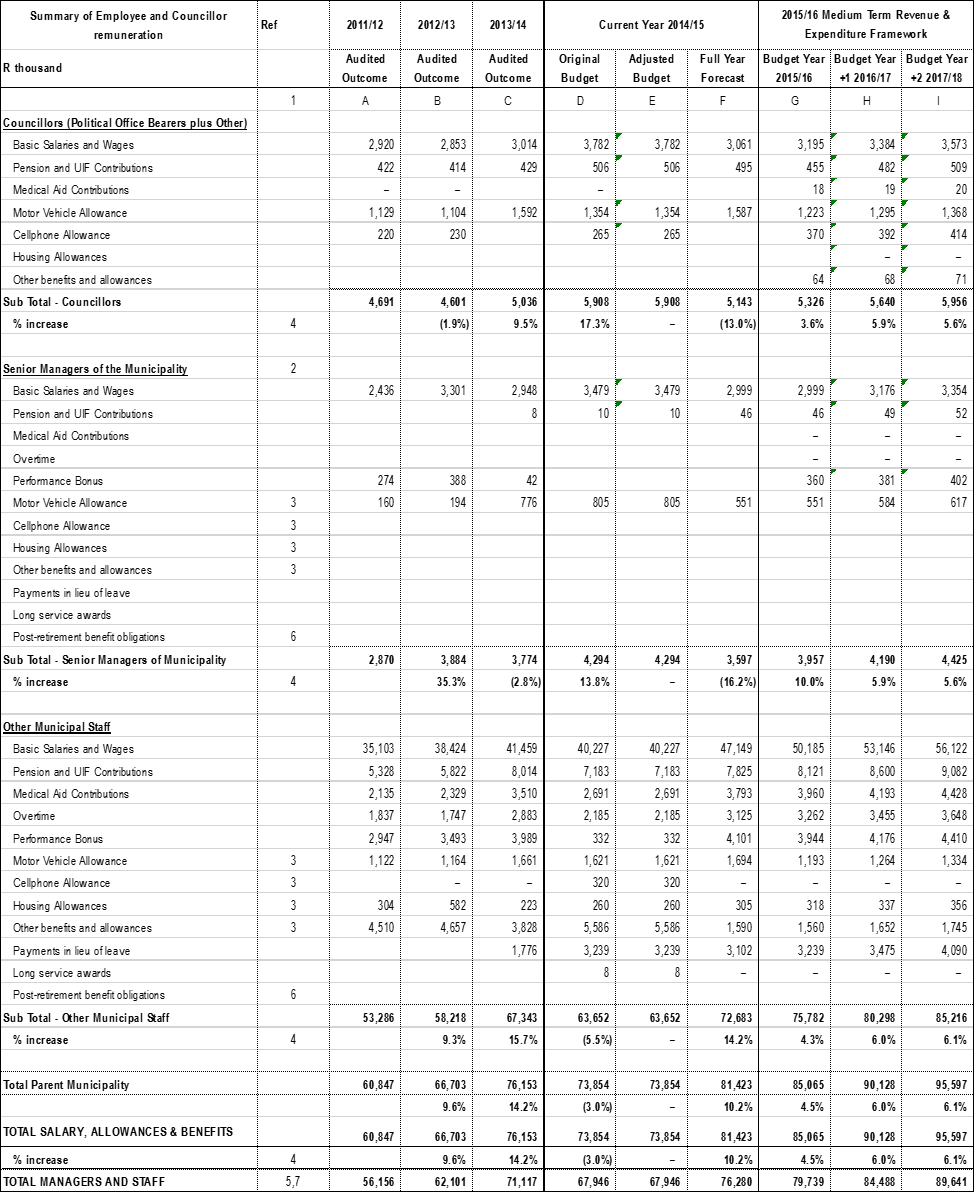 Summary of Employee and Councillor remuneration Ref 2011/12 2012/13 2013/14 Current Year 2014/15 2015/16 Medium Term Revenue & Expenditure Framework
R thousand Audited Outcome Audited Outcome Audited Outcome Original Budget Adjusted Budget Full Year Forecast Budget Year 2015/16 Budget Year +1 2016/17 Budget Year +2 2017/18
1 A B C D E F G H I
Councillors (Political Office Bearers plus Other)
Basic Salaries and Wages 2,920 2,853 3,014 3,782 3,782 3,061 3,195 3,384 3,573
Pension and UIF Contributions 422 414 429 506 506 495 455 482 509
Medical Aid Contributions – – – 18 19 20
Motor Vehicle Allowance 1,129 1,104 1,592 1,354 1,354 1,587 1,223 1,295 1,368
Cellphone Allowance 220 230 265 265 370 392 414
Housing Allowances – –
Other benefits and allowances 64 68 71
Sub Total - Councillors 4,691 4,601 5,036 5,908 5,908 5,143 5,326 5,640 5,956
% increase 4 (1.9%) 9.5% 17.3% – (13.0%) 3.6% 5.9% 5.6%
Senior Managers of the Municipality 2
Basic Salaries and Wages 2,436 3,301 2,948 3,479 3,479 2,999 2,999 3,176 3,354
Pension and UIF Contributions 8 10 10 46 46 49 52
Medical Aid Contributions – – –
Overtime – – –
Performance Bonus 274 388 42 360 381 402
Motor Vehicle Allowance 3 160 194 776 805 805 551 551 584 617
Cellphone Allowance 3
Housing Allowances 3
Other benefits and allowances 3
Payments in lieu of leave
Long service awards
Post-retirement benefit obligations 6
Sub Total - Senior Managers of Municipality 2,870 3,884 3,774 4,294 4,294 3,597 3,957 4,190 4,425
% increase 4 35.3% (2.8%) 13.8% – (16.2%) 10.0% 5.9% 5.6%
Other Municipal Staff
Basic Salaries and Wages 35,103 38,424 41,459 40,227 40,227 47,149 50,185 53,146 56,122
Pension and UIF Contributions 5,328 5,822 8,014 7,183 7,183 7,825 8,121 8,600 9,082
Medical Aid Contributions 2,135 2,329 3,510 2,691 2,691 3,793 3,960 4,193 4,428
Overtime 1,837 1,747 2,883 2,185 2,185 3,125 3,262 3,455 3,648
Performance Bonus 2,947 3,493 3,989 332 332 4,101 3,944 4,176 4,410
Motor Vehicle Allowance 3 1,122 1,164 1,661 1,621 1,621 1,694 1,193 1,264 1,334
Cellphone Allowance 3 – – 320 320 – – – –
Housing Allowances 3 304 582 223 260 260 305 318 337 356
Other benefits and allowances 3 4,510 4,657 3,828 5,586 5,586 1,590 1,560 1,652 1,745
Payments in lieu of leave 1,776 3,239 3,239 3,102 3,239 3,475 4,090
Long service awards 8 8 – – – –
Post-retirement benefit obligations 6
Sub Total - Other Municipal Staff 53,286 58,218 67,343 63,652 63,652 72,683 75,782 80,298 85,216
% increase 4 9.3% 15.7% (5.5%) – 14.2% 4.3% 6.0% 6.1%
Total Parent Municipality 60,847 66,703 76,153 73,854 73,854 81,423 85,065 90,128 95,597
9.6% 14.2% (3.0%) – 10.2% 4.5% 6.0% 6.1%
TOTAL SALARY, ALLOWANCES & BENEFITS 60,847 66,703 76,153 73,854 73,854 81,423 85,065 90,128 95,597
% increase 4 9.6% 14.2% (3.0%) – 10.2% 4.5% 6.0% 6.1%
TOTAL MANAGERS AND STAFF 5,7 56,156 62,101 71,117 67,946 67,946 76,280 79,739 84,488 89,641